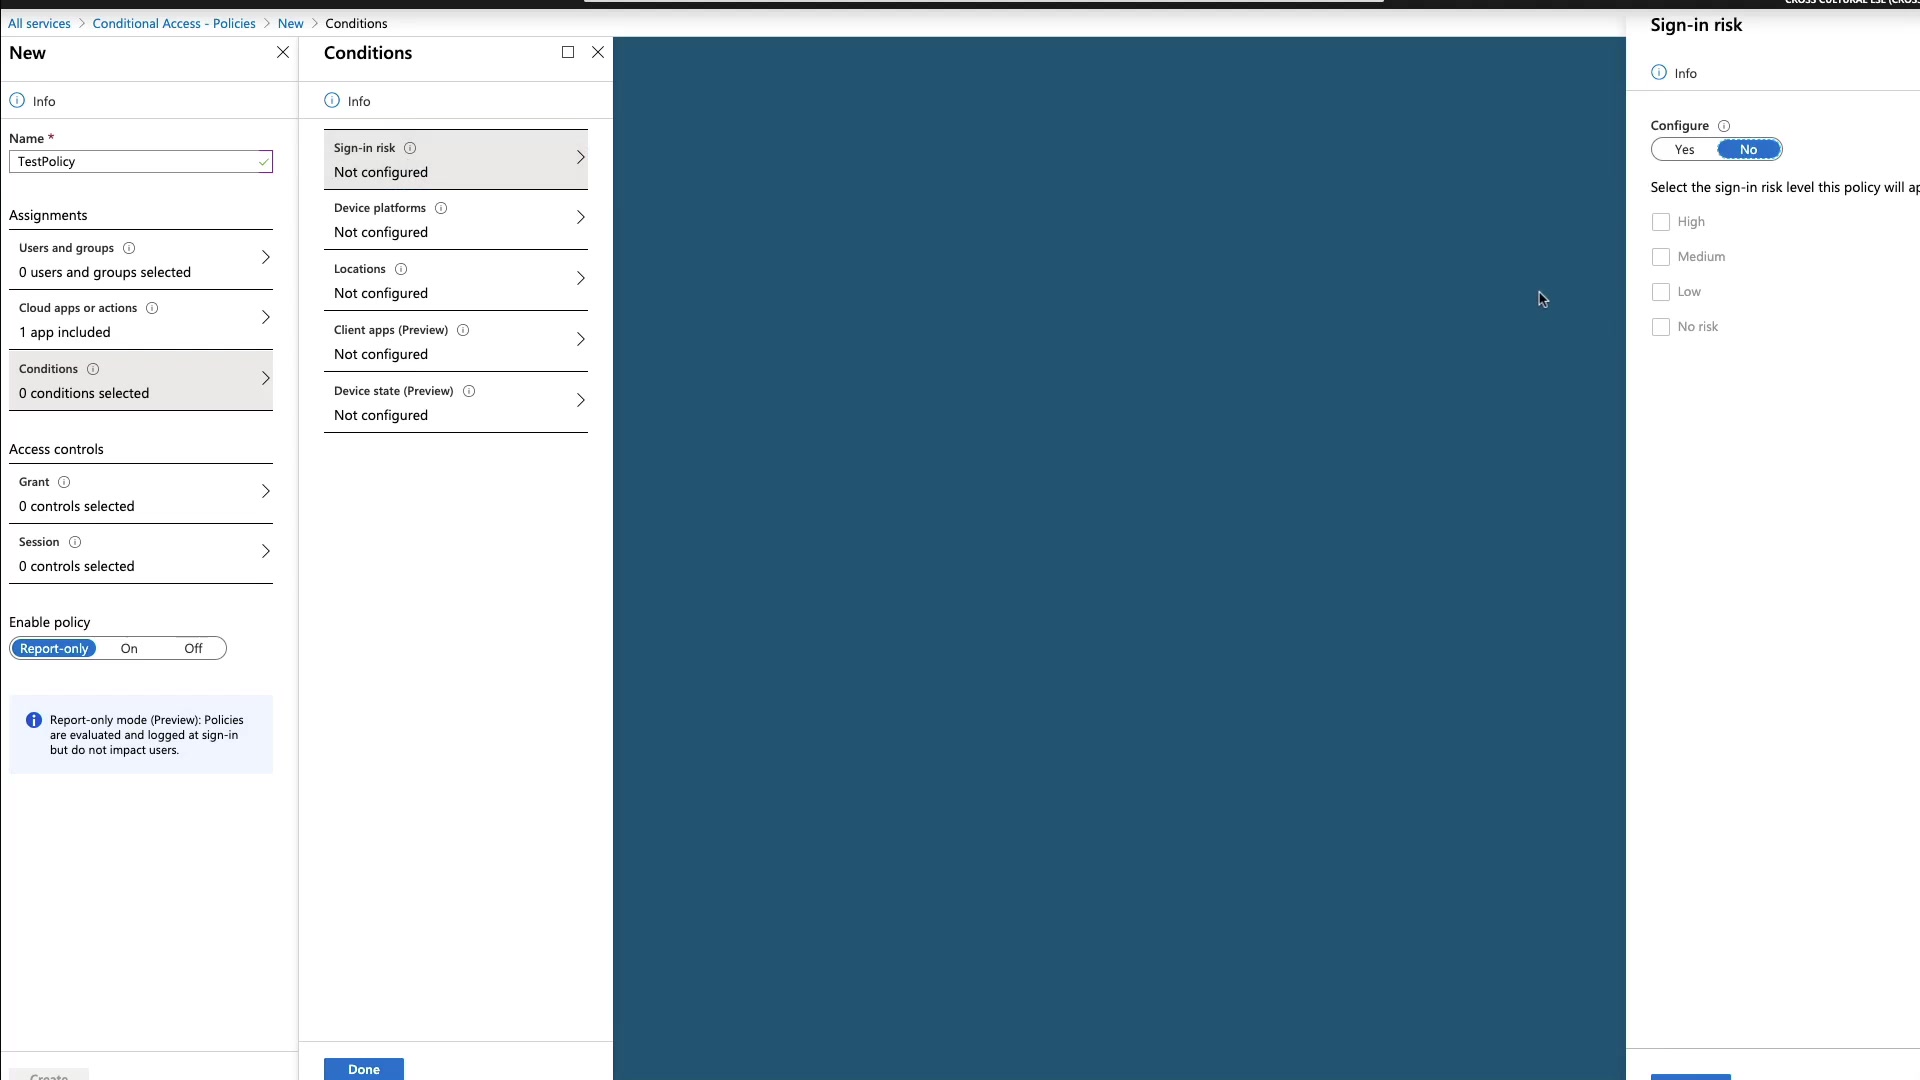 All services > Conditional Access - Policies > New > Conditions
New
Info
Name *
TestPolicy
Assignments
Users and groups
0 users and groups selected
Cloud apps or actions
1 app included
Conditions
0 conditions selected
Access controls
Grant
0 controls selected
Session
0 controls selected
Enable policy
Report-only On Off
Report-only mode (Preview): Policies
are evaluated and logged at sign-in
but do not impact users.
Create
Conditions
Info
Sign-in risk
Not configured
Device platforms
Not configured
Locations
Not configured
Client apps (Preview)
Not configured
Device state (Preview)
Not configured
Done
Sign-in risk
Info
Configure
Yes No
Select the sign-in risk level this policy will
High
Medium
Low
No risk